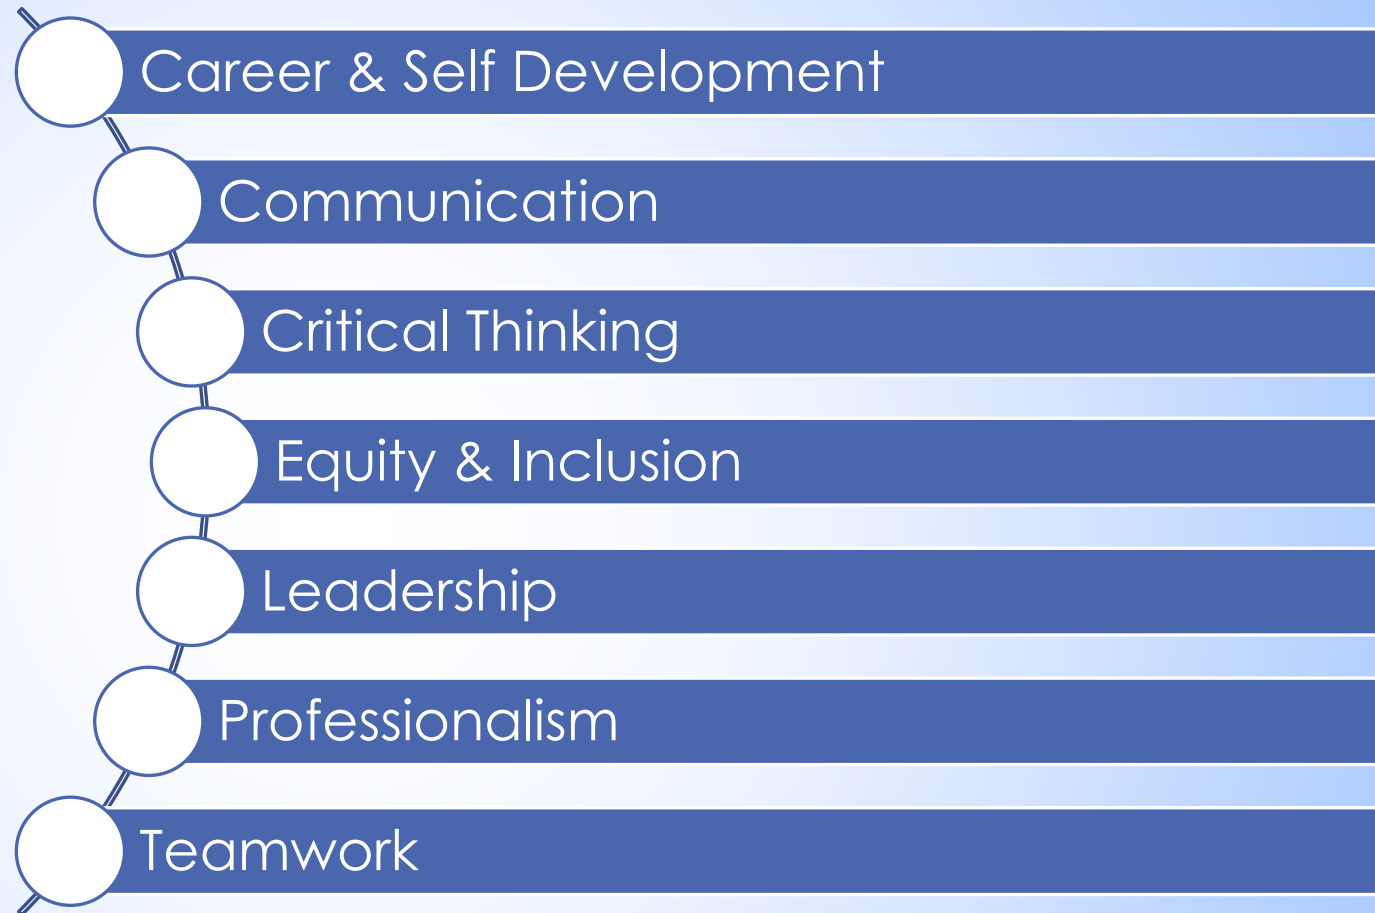 Career & Self Development
Communication
Critical Thinking
Equity & Inclusion
Leadership
Professionalism
Teamwork